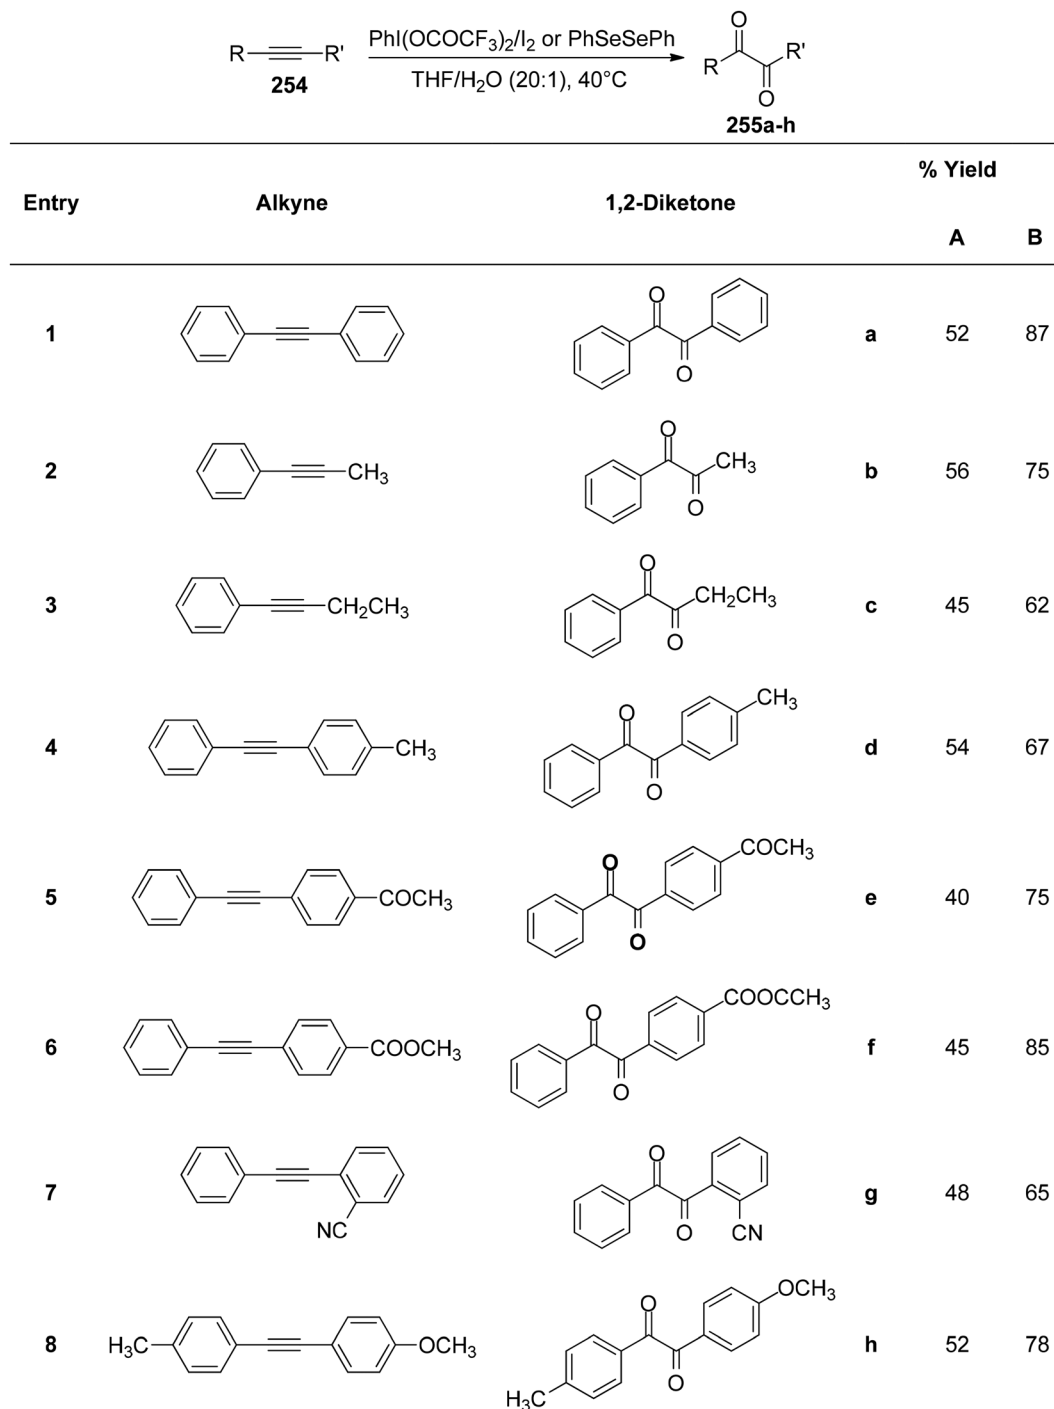 R R' PhI(OCOCF3)2/I2 or PhSeSePh O R R' O
254 THF/H2O (20:1), 40°C
255a-h
% Yield
Entry Alkyne 1,2-Diketone
A B
O
1 a 52 87
O
O
2 CH3 CH3 b 56 75
O
O
3 CH2CH3 CH2CH3 c 45 62
O
CH3
O
4 CH3 d 54 67
O
COCH3
O
5 COCH3 e 40 75
O
COOCH3
O
6 COOCH3 f 45 85
O
O
7 g 48 65
NC O CN
OCH3
O
8 H3C OCH3 h 52 78
O
H3C